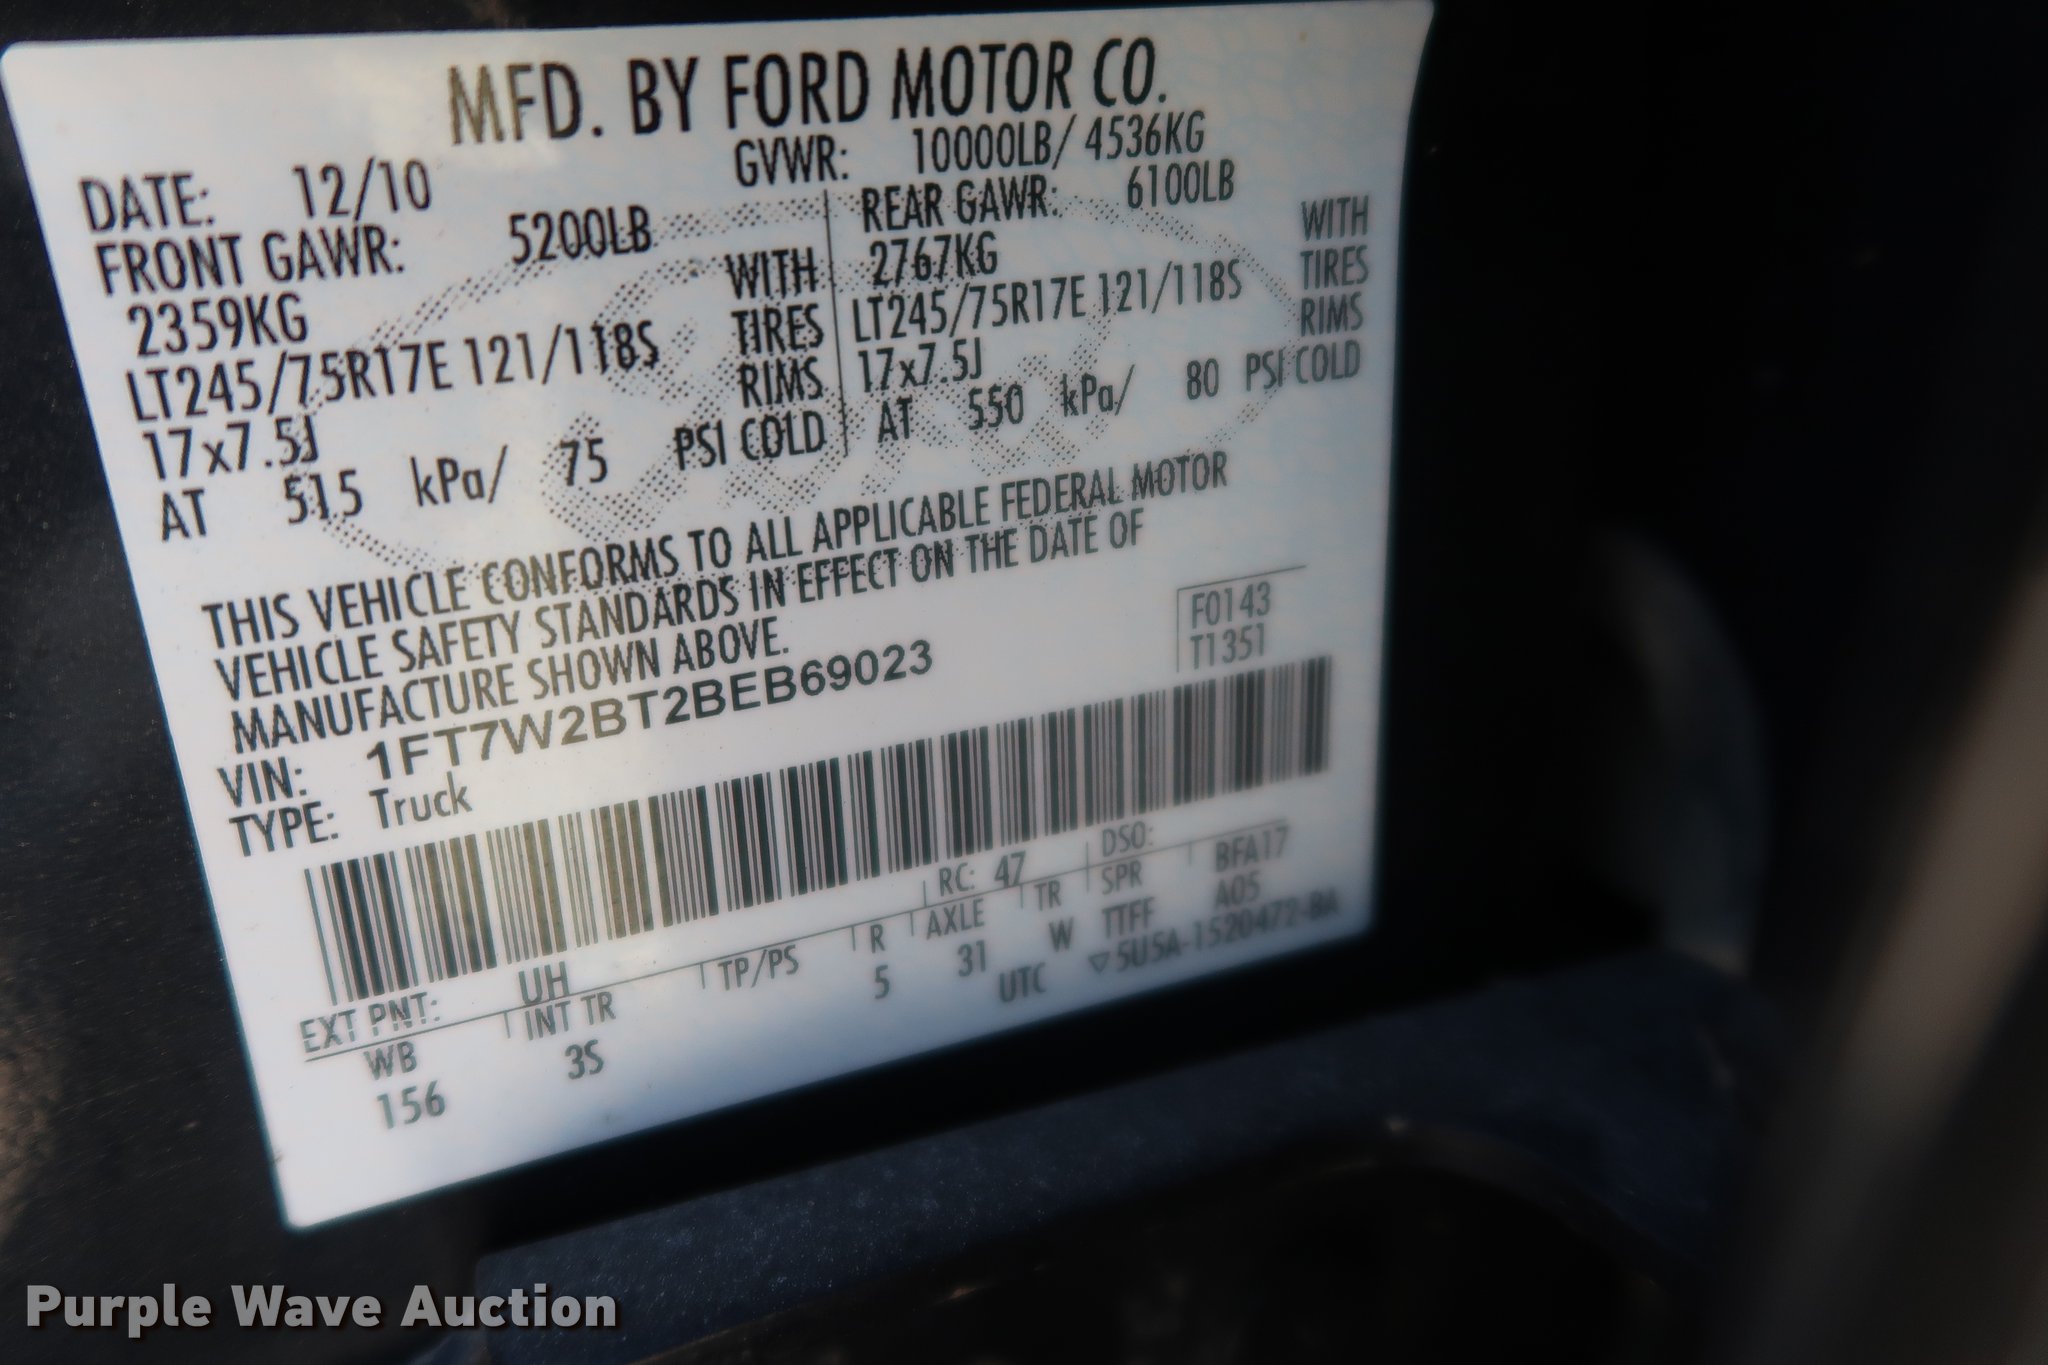 MFD. BY FORD MOTOR CO.
DATE: 12/10 GVWR: 10000LB/ 4536KG
FRONT GAWR: 5200LB REAR GAWR: 6100LB
2359KG WITH 2767KG WITH
LT245/75R17E 121/118S TIRES LT245/75R17E 121/118S TIRES
17x7.5J RIMS 17x7.5J RIMS
AT 515 kPa/ 75 PSI COLD AT 550 kPa/ 80 PSI COLD
THIS VEHICLE CONFORMS TO ALL APPLICABLE FEDERAL MOTOR
VEHICLE SAFETY STANDARDS IN EFFECT ON THE DATE OF
MANUFACTURE SHOWN ABOVE.
VIN: 1FT7W2BT2BEB69023 F0143
TYPE: Truck T1351
EXT PNT: UH RC: 47 DSO:
WB INT TR TP/PS R AXLE TR SPR BFA17
156 3S 5 31 W TTFF A05
UTC ▽5U5A-1520472-BA
Purple Wave Auction